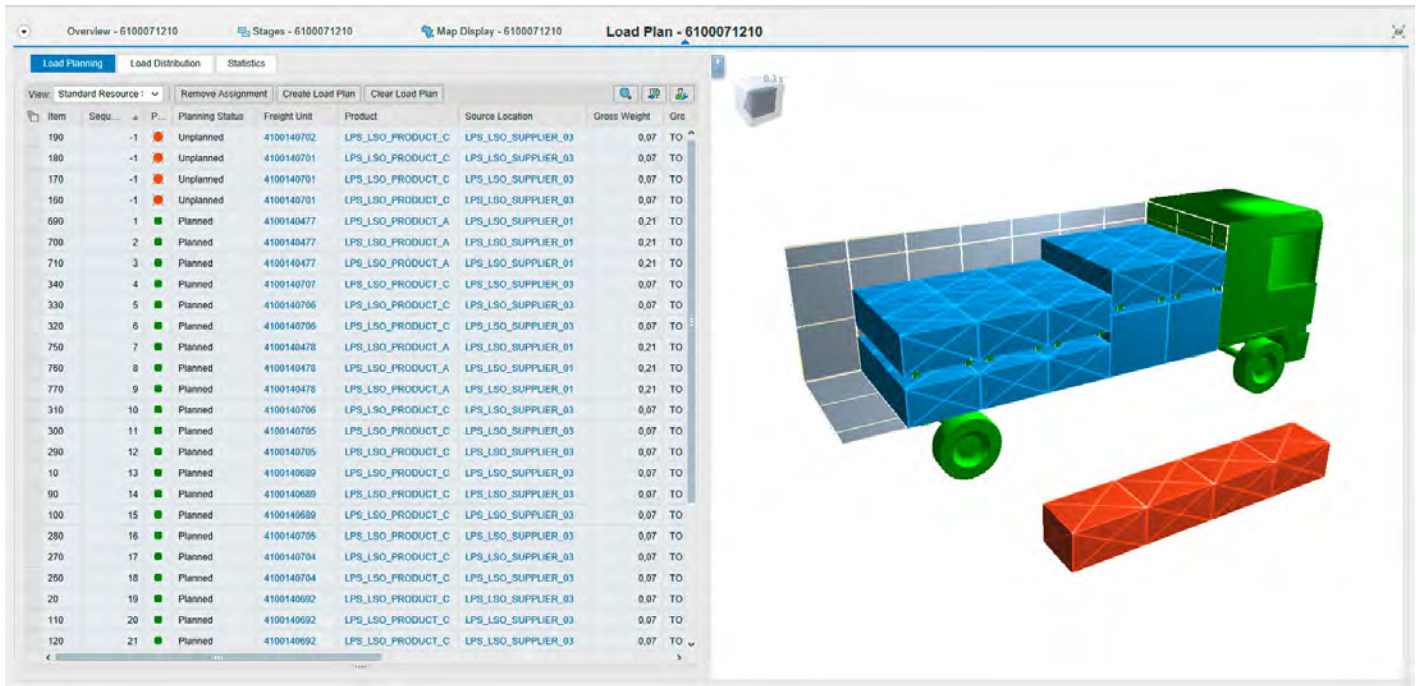 Overview - 6100071210 Stages - 6100071210 Map Display - 6100071210 Load Plan - 6100071210
Load Planning Load Distribution Statistics
View: Standard Resource Remove Assignment Create Load Plan Clear Load Plan
Item Sequ... P... Planning Status Freight Unit Product Source Location Gross Weight Gro
190 -1 Unplanned 4100140702 LPS_LSO_PRODUCT_C LPS_LSO_SUPPLIER_03 0,07 TO
180 -1 Unplanned 4100140701 LPS_LSO_PRODUCT_C LPS_LSO_SUPPLIER_03 0,07 TO
170 -1 Unplanned 4100140701 LPS_LSO_PRODUCT_C LPS_LSO_SUPPLIER_03 0,07 TO
160 -1 Unplanned 4100140701 LPS_LSO_PRODUCT_C LPS_LSO_SUPPLIER_03 0,07 TO
690 1 Planned 4100140477 LPS_LSO_PRODUCT_A LPS_LSO_SUPPLIER_01 0,21 TO
700 2 Planned 4100140477 LPS_LSO_PRODUCT_A LPS_LSO_SUPPLIER_01 0,21 TO
710 3 Planned 4100140477 LPS_LSO_PRODUCT_A LPS_LSO_SUPPLIER_01 0,21 TO
340 4 Planned 4100140707 LPS_LSO_PRODUCT_C LPS_LSO_SUPPLIER_03 0,07 TO
330 5 Planned 4100140706 LPS_LSO_PRODUCT_C LPS_LSO_SUPPLIER_03 0,07 TO
320 6 Planned 4100140706 LPS_LSO_PRODUCT_C LPS_LSO_SUPPLIER_03 0,07 TO
750 7 Planned 4100140478 LPS_LSO_PRODUCT_A LPS_LSO_SUPPLIER_01 0,21 TO
760 8 Planned 4100140478 LPS_LSO_PRODUCT_A LPS_LSO_SUPPLIER_01 0,21 TO
770 9 Planned 4100140478 LPS_LSO_PRODUCT_A LPS_LSO_SUPPLIER_01 0,21 TO
310 10 Planned 4100140706 LPS_LSO_PRODUCT_C LPS_LSO_SUPPLIER_03 0,07 TO
300 11 Planned 4100140705 LPS_LSO_PRODUCT_C LPS_LSO_SUPPLIER_03 0,07 TO
290 12 Planned 4100140705 LPS_LSO_PRODUCT_C LPS_LSO_SUPPLIER_03 0,07 TO
10 13 Planned 4100140689 LPS_LSO_PRODUCT_C LPS_LSO_SUPPLIER_03 0,07 TO
90 14 Planned 4100140689 LPS_LSO_PRODUCT_C LPS_LSO_SUPPLIER_03 0,07 TO
100 15 Planned 4100140689 LPS_LSO_PRODUCT_C LPS_LSO_SUPPLIER_03 0,07 TO
280 16 Planned 4100140705 LPS_LSO_PRODUCT_C LPS_LSO_SUPPLIER_03 0,07 TO
270 17 Planned 4100140704 LPS_LSO_PRODUCT_C LPS_LSO_SUPPLIER_03 0,07 TO
260 18 Planned 4100140704 LPS_LSO_PRODUCT_C LPS_LSO_SUPPLIER_03 0,07 TO
20 19 Planned 4100140692 LPS_LSO_PRODUCT_C LPS_LSO_SUPPLIER_03 0,07 TO
110 20 Planned 4100140692 LPS_LSO_PRODUCT_C LPS_LSO_SUPPLIER_03 0,07 TO
120 21 Planned 4100140692 LPS_LSO_PRODUCT_C LPS_LSO_SUPPLIER_03 0,07 TO